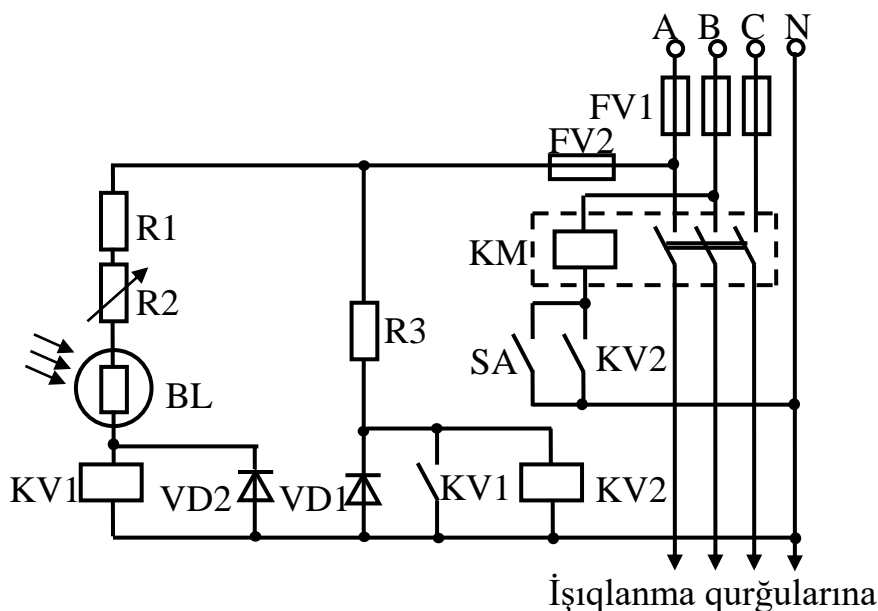 A B C N
FV1
FV2
R1
KM
R2
R3
SA KV2
BL
KV1 VD2 VD1 KV1 KV2
İşıqlanma qurğularına